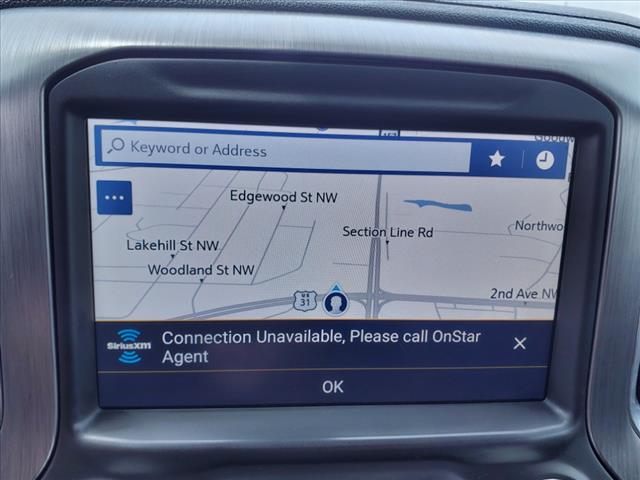 Keyword or Address
Edgewood St NW
Section Line Rd
Northwo
Lakehill St NW
Woodland St NW
2nd Ave NW
US
31
SiriusXM
Connection Unavailable, Please call OnStar
Agent
OK